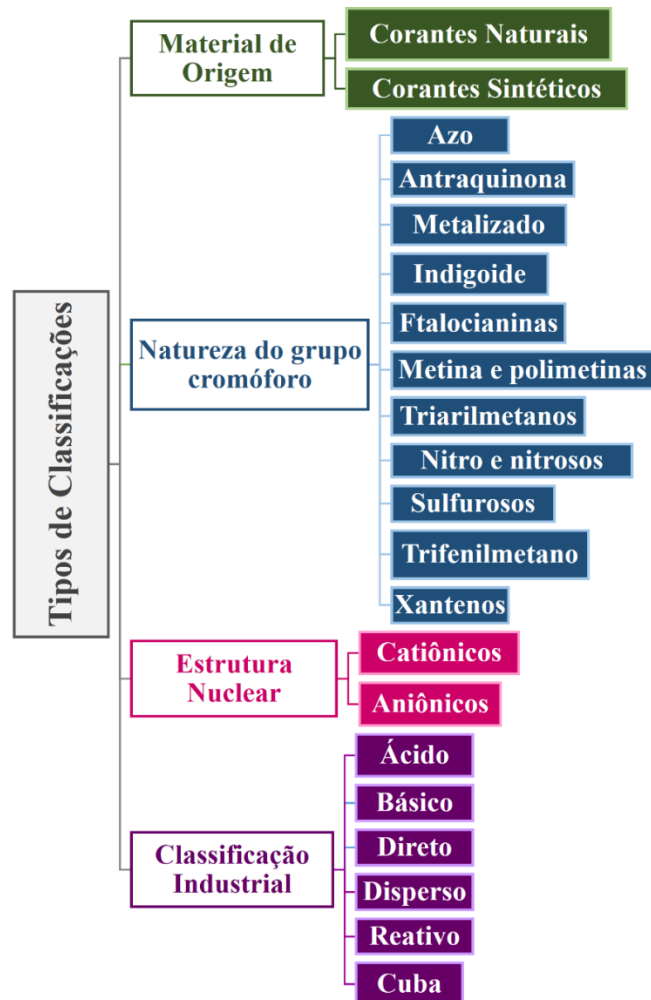 Tipos de Classificações
Material de
Origem
Corantes Naturais
Corantes Sintéticos
Natureza do grupo
cromóforo
Azo
Antraquinona
Metalizado
Indigoide
Ftalocianinas
Metina e polimetinas
Triarilmetanos
Nitro e nitrosos
Sulfurosos
Trifenilmetano
Xantenos
Estrutura
Nuclear
Catiônicos
Aniônicos
Classificação
Industrial
Ácido
Básico
Direto
Disperso
Reativo
Cuba